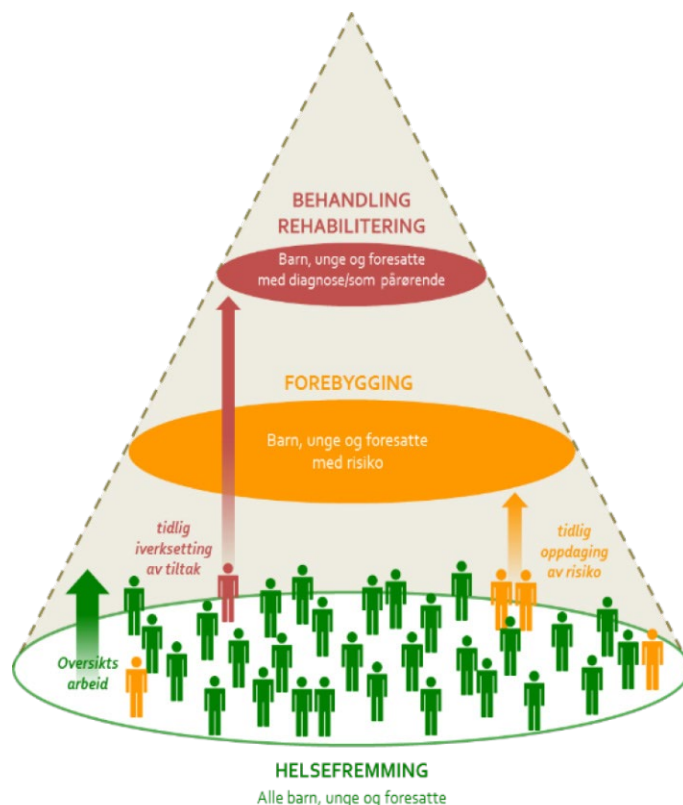 BEHANDLING
REHABILITERING
Barn, unge og foresatte
med diagnose/som pårørende
FOREBYGGING
Barn, unge og foresatte
med risiko
tidlig
iverksetting
av tiltak
tidlig
oppdaging
av risiko
Oversikts
arbeid
HELSEFREMMING
Alle barn, unge og foresatte